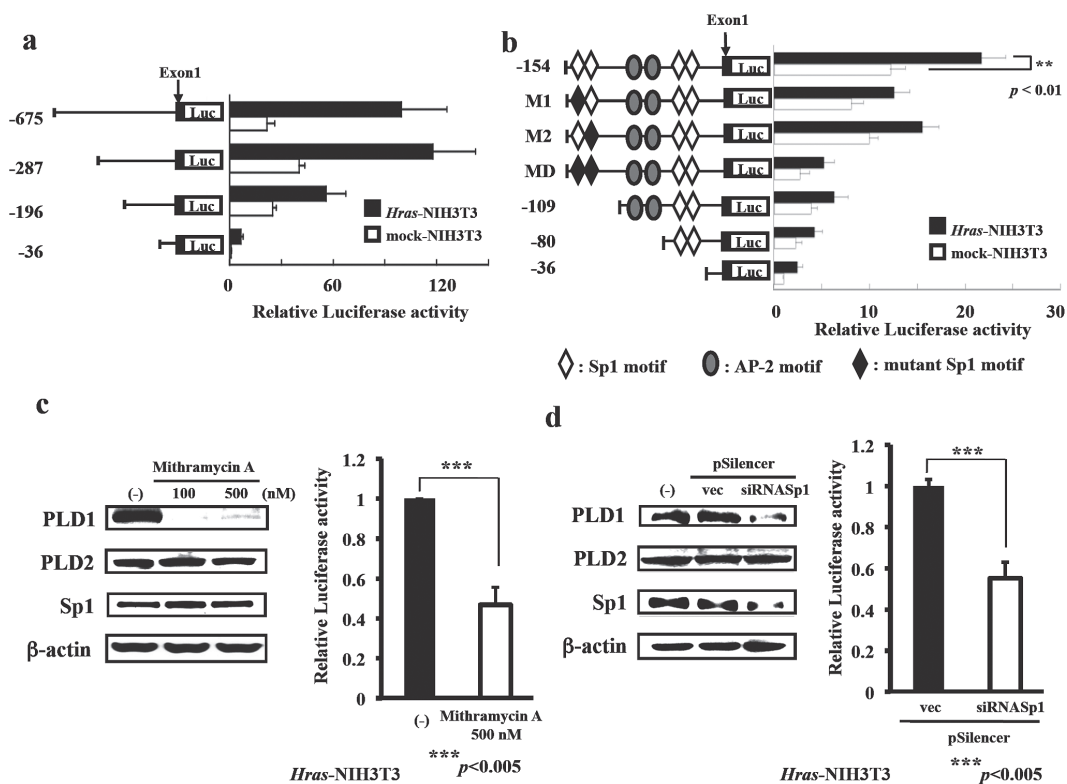 a
Exon1
-675
Luc
-287
Luc
-196
Luc
-36
Luc
Hras-NIH3T3
mock-NIH3T3
0 60 120
Relative Luciferase activity
b
Exon1
-154
Luc
**
p < 0.01
M1
Luc
M2
Luc
MD
Luc
-109
Luc
-80
Luc
-36
Luc
Hras-NIH3T3
mock-NIH3T3
0 10 20 30
Relative Luciferase activity
: Sp1 motif : AP-2 motif : mutant Sp1 motif
c
Mithramycin A
(-) 100 500 (nM)
PLD1
PLD2
Sp1
β-actin
Relative Luciferase activity
1.2
1
0.8
0.6
0.4
0.2
0
***
(-) Mithramycin A
500 nM
Hras-NIH3T3 ***p<0.005
d
pSilencer
(-) vec siRNASp1
PLD1
PLD2
Sp1
β-actin
Relative Luciferase activity
1.2
1
0.8
0.6
0.4
0.2
0
***
vec siRNASp1
pSilencer
Hras-NIH3T3 ***p<0.005